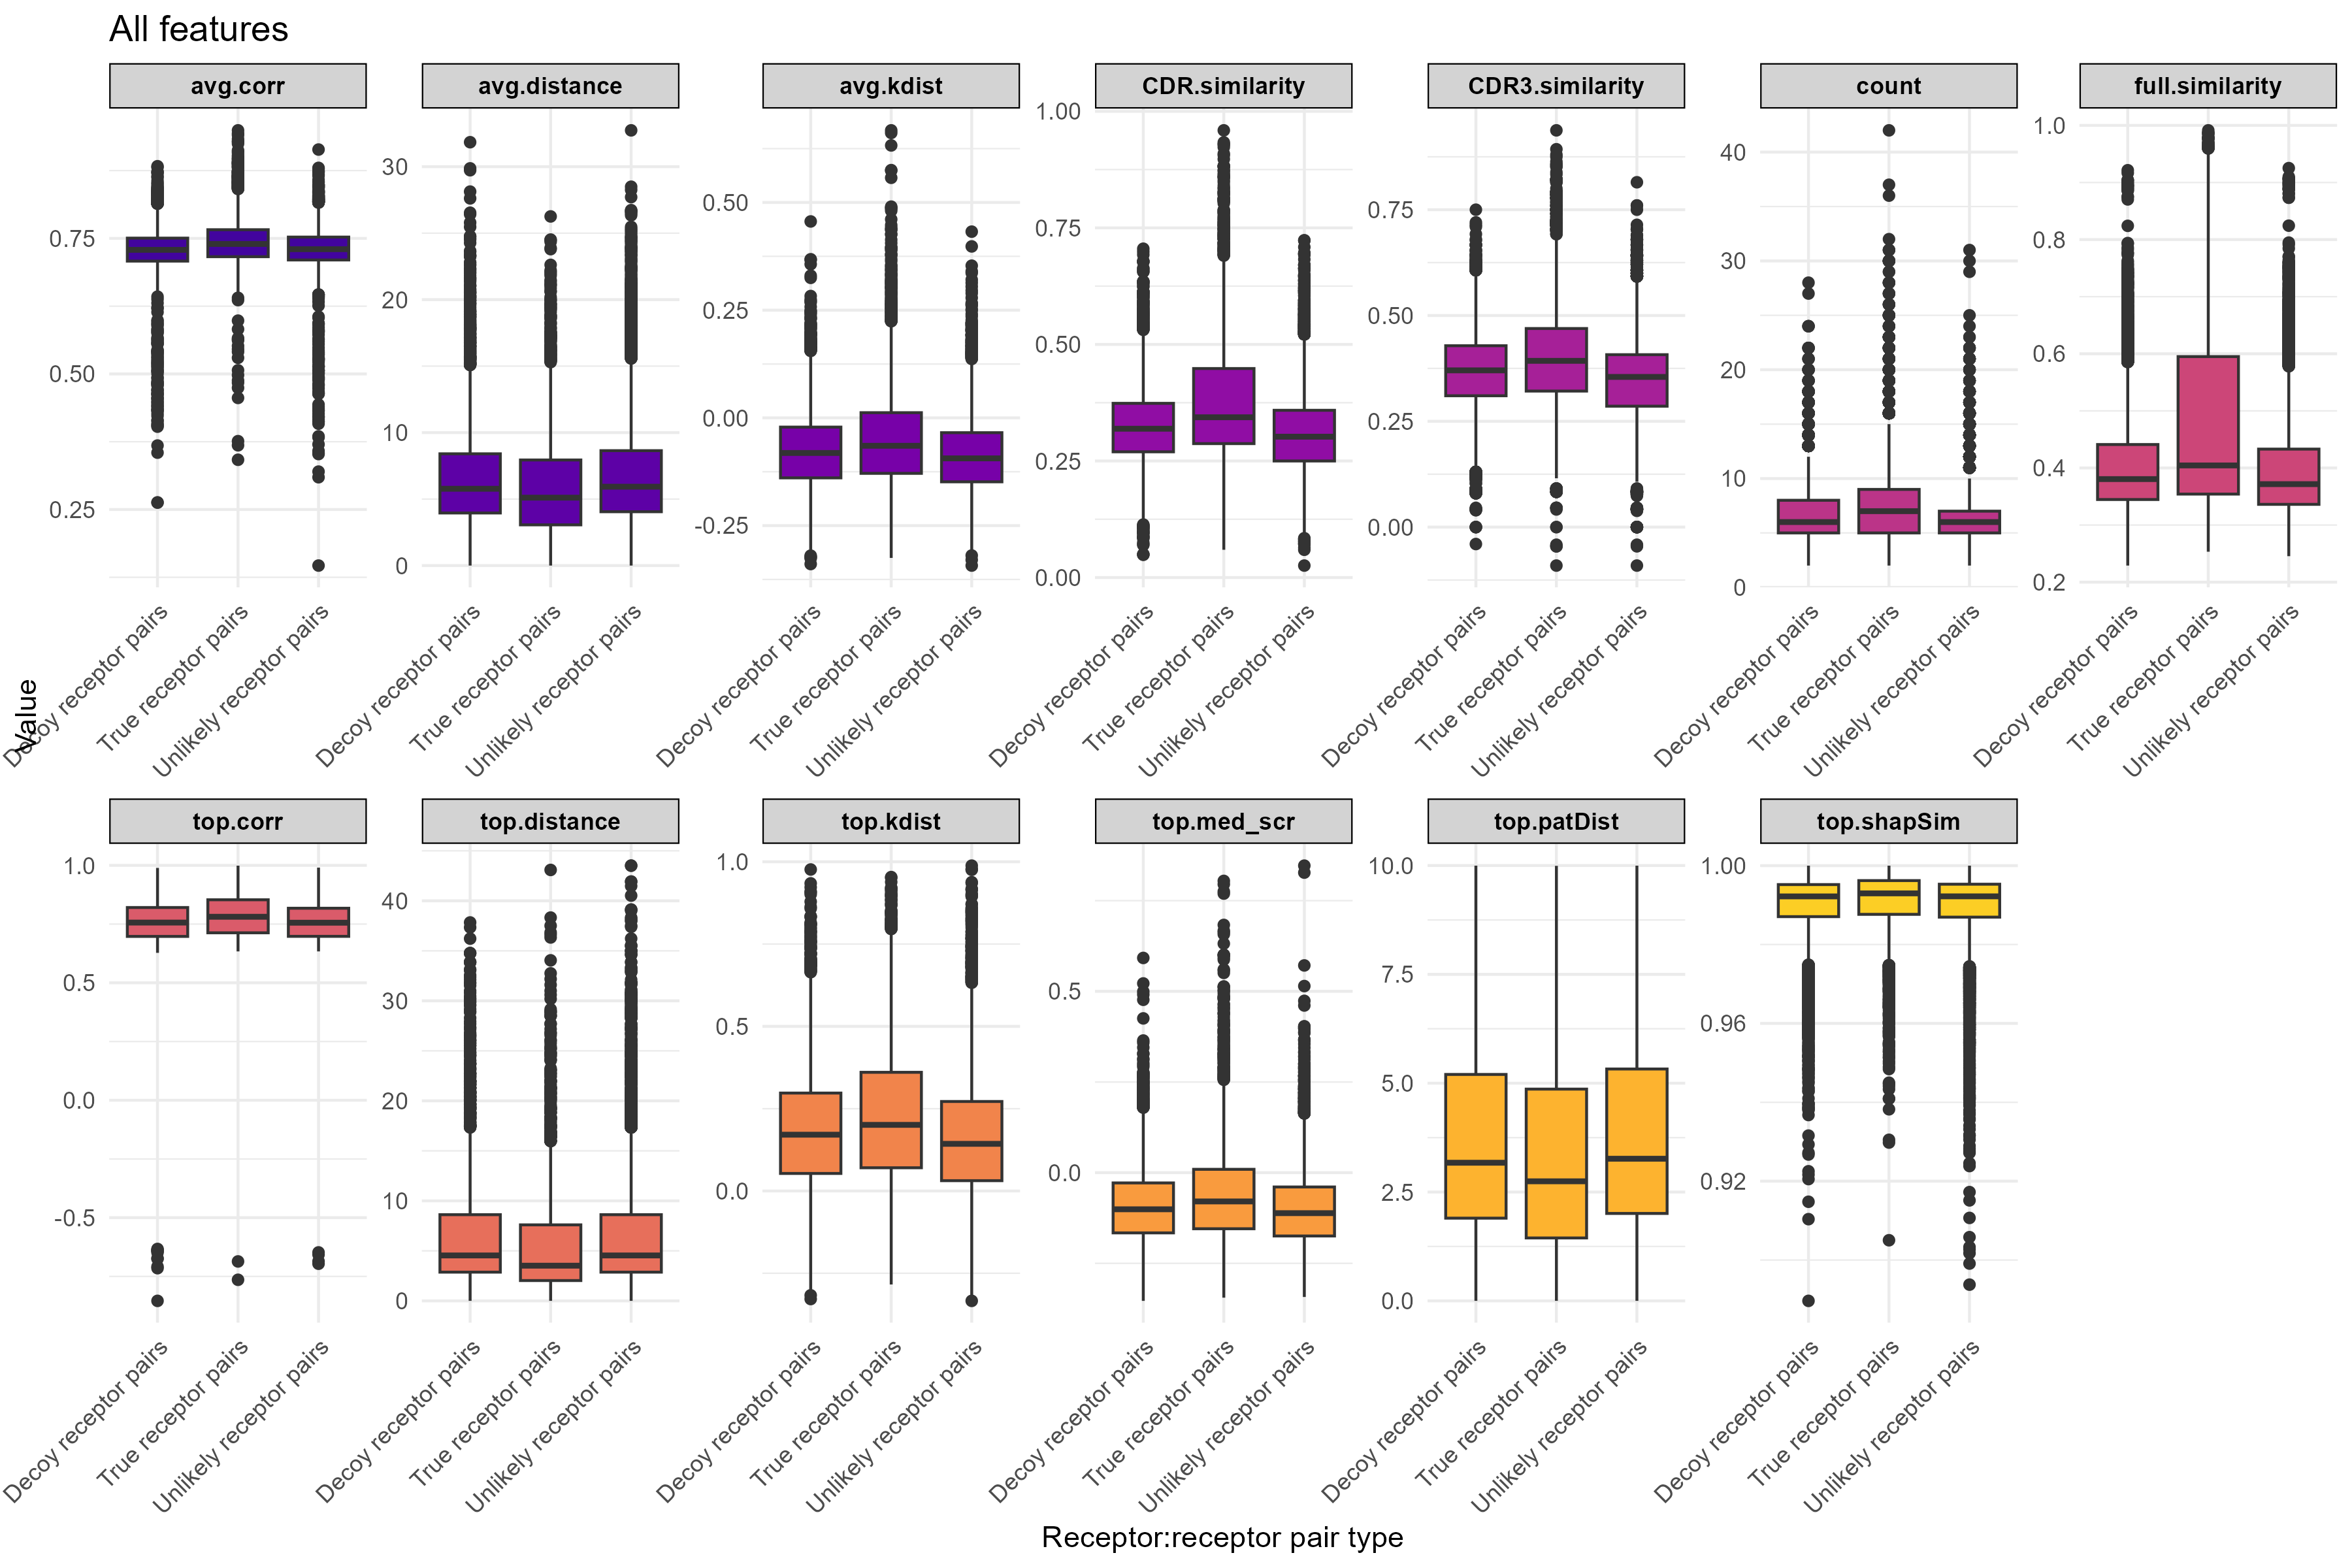 All features
avg.corr
avg.distance
avg.kdist
CDR.similarity
CDR3.similarity
count
full.similarity
0.75
0.50
0.25
30
20
10
0
0.50
0.25
0.00
-0.25
1.00
0.75
0.50
0.25
0.00
0.75
0.50
0.25
0.00
40
30
20
10
0
1.0
0.8
0.6
0.4
0.2
Decoy receptor pairs
True receptor pairs
Unlikely receptor pairs
Decoy receptor pairs
True receptor pairs
Unlikely receptor pairs
Decoy receptor pairs
True receptor pairs
Unlikely receptor pairs
Decoy receptor pairs
True receptor pairs
Unlikely receptor pairs
Decoy receptor pairs
True receptor pairs
Unlikely receptor pairs
Decoy receptor pairs
True receptor pairs
Unlikely receptor pairs
Decoy receptor pairs
True receptor pairs
Unlikely receptor pairs
Value
top.corr
top.distance
top.kdist
top.med_scr
top.patDist
top.shapSim
1.0
0.5
0.0
-0.5
40
30
20
10
0
1.0
0.5
0.0
0.5
0.0
10.0
7.5
5.0
2.5
0.0
1.00
0.96
0.92
Decoy receptor pairs
True receptor pairs
Unlikely receptor pairs
Decoy receptor pairs
True receptor pairs
Unlikely receptor pairs
Decoy receptor pairs
True receptor pairs
Unlikely receptor pairs
Decoy receptor pairs
True receptor pairs
Unlikely receptor pairs
Decoy receptor pairs
True receptor pairs
Unlikely receptor pairs
Decoy receptor pairs
True receptor pairs
Unlikely receptor pairs
Receptor:receptor pair type